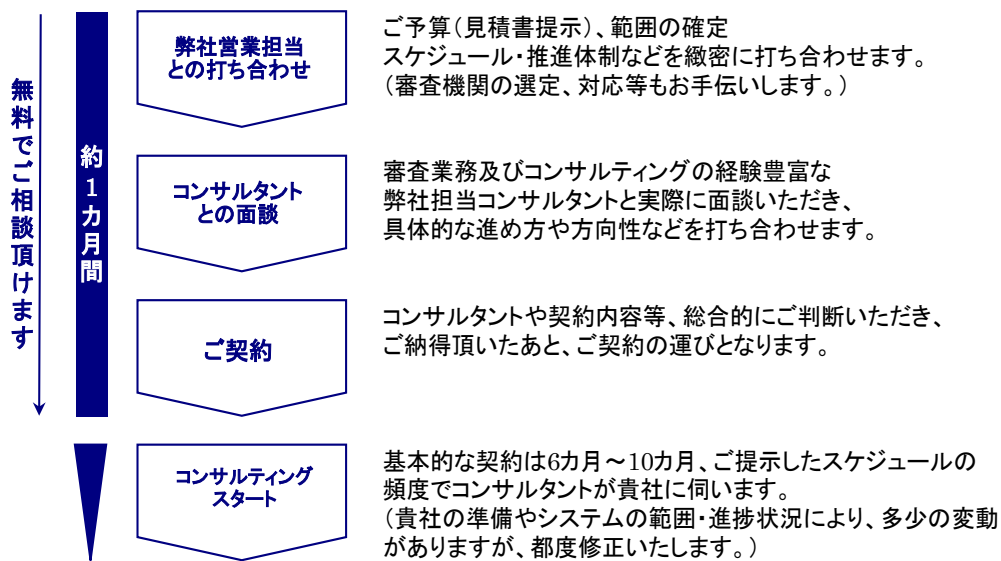 無料でご相談頂けます
約1カ月間
弊社営業担当
との打ち合わせ
ご予算(見積書提示)、範囲の確定
スケジュール・推進体制などを緻密に打ち合わせます。
(審査機関の選定、対応等もお手伝いします。)
コンサルタント
との面談
審査業務及びコンサルティングの経験豊富な
弊社担当コンサルタントと実際に面談いただき、
具体的な進め方や方向性などを打ち合わせます。
ご契約
コンサルタントや契約内容等、総合的にご判断いただき、
ご納得頂いたあと、ご契約の運びとなります。
コンサルティング
スタート
基本的な契約は6カ月～10カ月、ご提示したスケジュールの
頻度でコンサルタントが貴社に伺います。
(貴社の準備やシステムの範囲・進捗状況により、多少の変動
がありますが、都度修正いたします。)